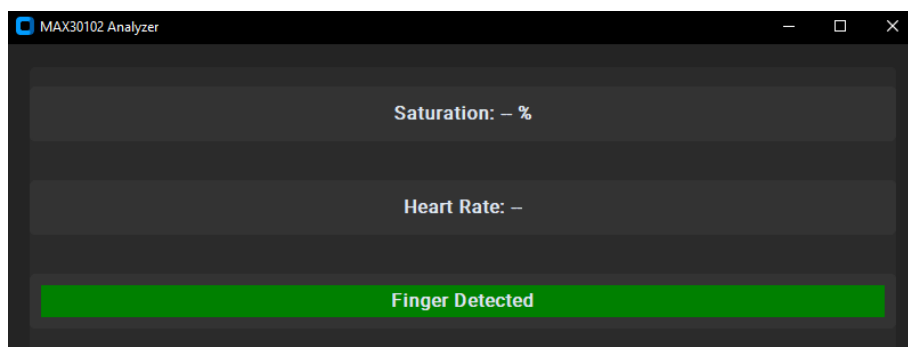 MAX30102 Analyzer
Saturation: -- %
Heart Rate: --
Finger Detected